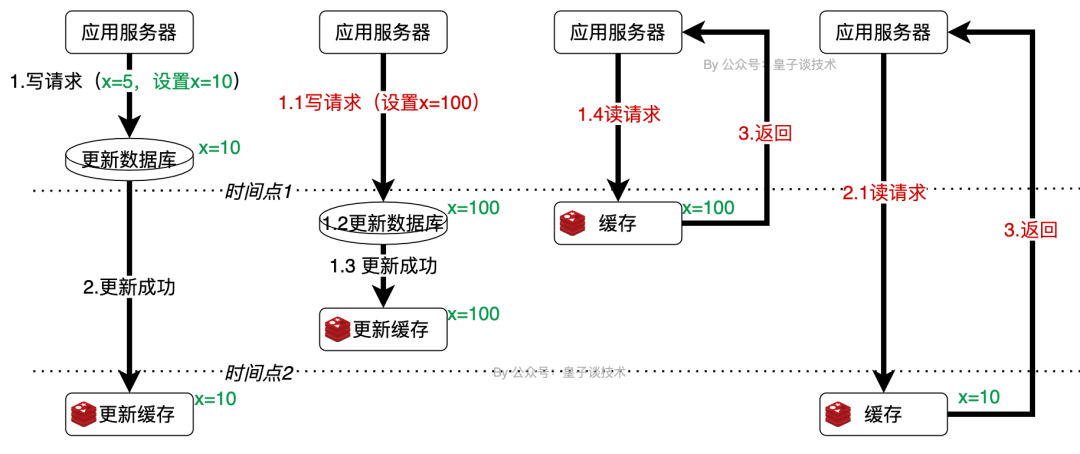 应用服务器
应用服务器
应用服务器
应用服务器
By 公众号：皇子谈技术
1.写请求（x=5，设置x=10）
1.1写请求（设置x=100）
1.4读请求
3.返回
更新数据库
x=10
时间点1
2.1读请求
1.2更新数据库
x=100
缓存
x=100
3.返回
1.3 更新成功
2.更新成功
更新缓存
x=100
时间点2
By 公众号：皇子谈技术
更新缓存
x=10
缓存
x=10